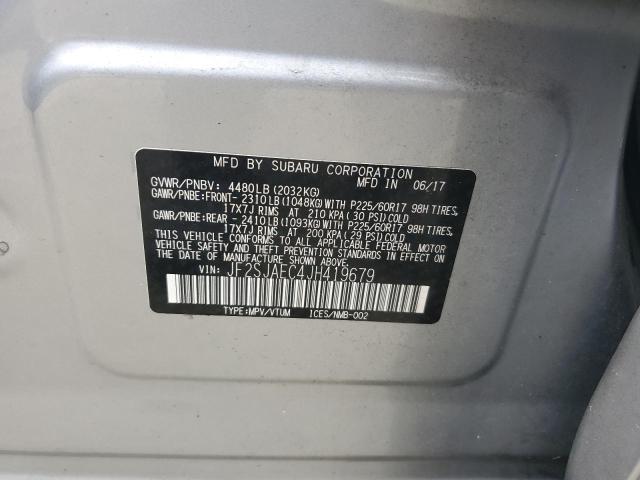 MFD BY SUBARU CORPORATION
GVWR/PNBV: 4480LB (2032KG) MFD IN 06/17
GAWR/PNBE:FRONT- 2310LB (1048KG) WITH P225/60R17 98H TIRES,
17X7J RIMS AT 210 KPA (30 PSI) COLD
GAWR/PNBE:REAR - 2410LB (1093KG) WITH P225/60R17 98H TIRES,
17X7J RIMS AT 200 KPA (29 PSI) COLD
THIS VEHICLE CONFORMS TO ALL APPLICABLE FEDERAL MOTOR
VEHICLE SAFETY AND THEFT PREVENTION STANDARDS IN EFFECT ON
THE DATE OF MANUFACTURE SHOWN ABOVE.
VIN: JF2SJAEC4JH419679
TYPE:MPV/VTUM ICES/NMB-002